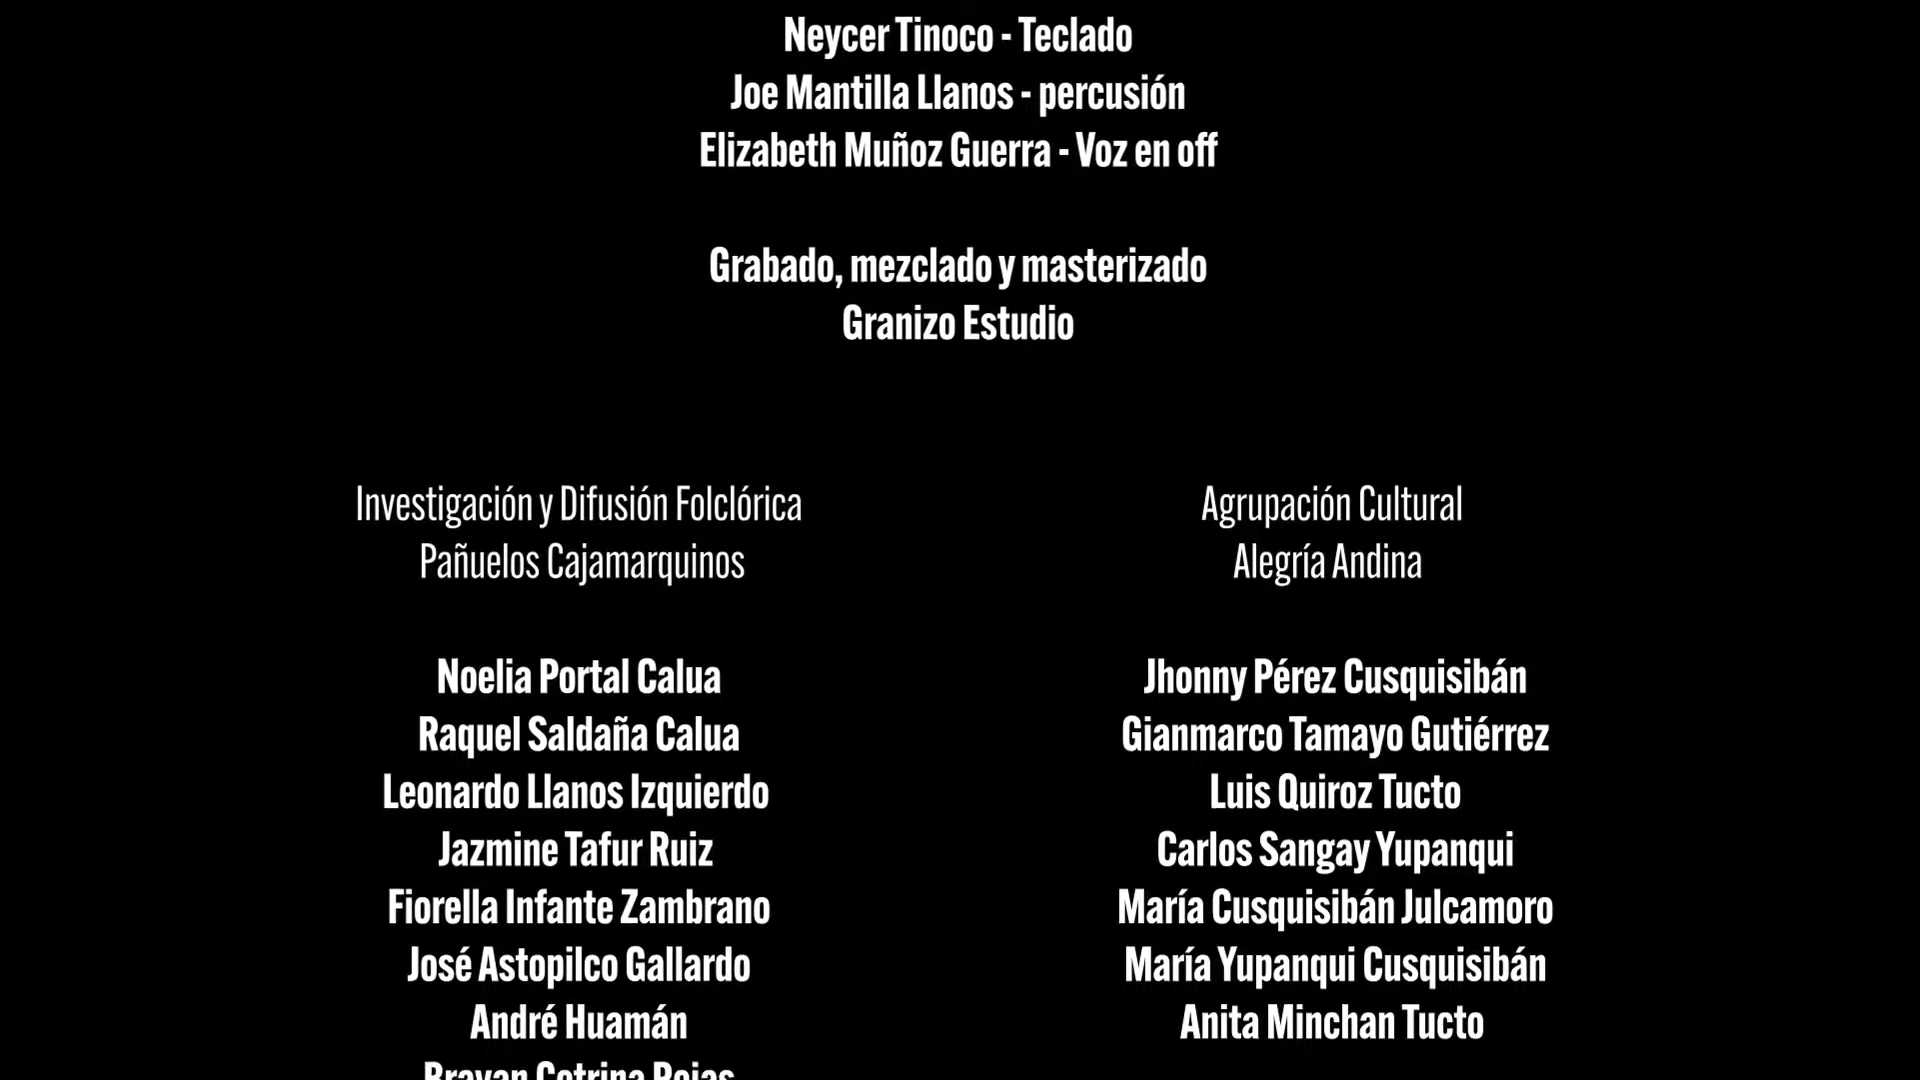 Neycer Tinoco - Teclado
Joe Mantilla Llanos - percusión
Elizabeth Muñoz Guerra - Voz en off
Grabado, mezclado y masterizado
Granizo Estudio
Investigación y Difusión Folclórica
Pañuelos Cajamarquinos
Noelia Portal Calua
Raquel Saldaña Calua
Leonardo Llanos Izquierdo
Jazmine Tafur Ruiz
Fiorella Infante Zambrano
José Astopilco Gallardo
André Huamán
Brayan Cotrina Rojas
Agrupación Cultural
Alegría Andina
Jhonny Pérez Cusquisibán
Gianmarco Tamayo Gutiérrez
Luis Quiroz Tucto
Carlos Sangay Yupanqui
María Cusquisibán Julcamoro
María Yupanqui Cusquisibán
Anita Minchan Tucto